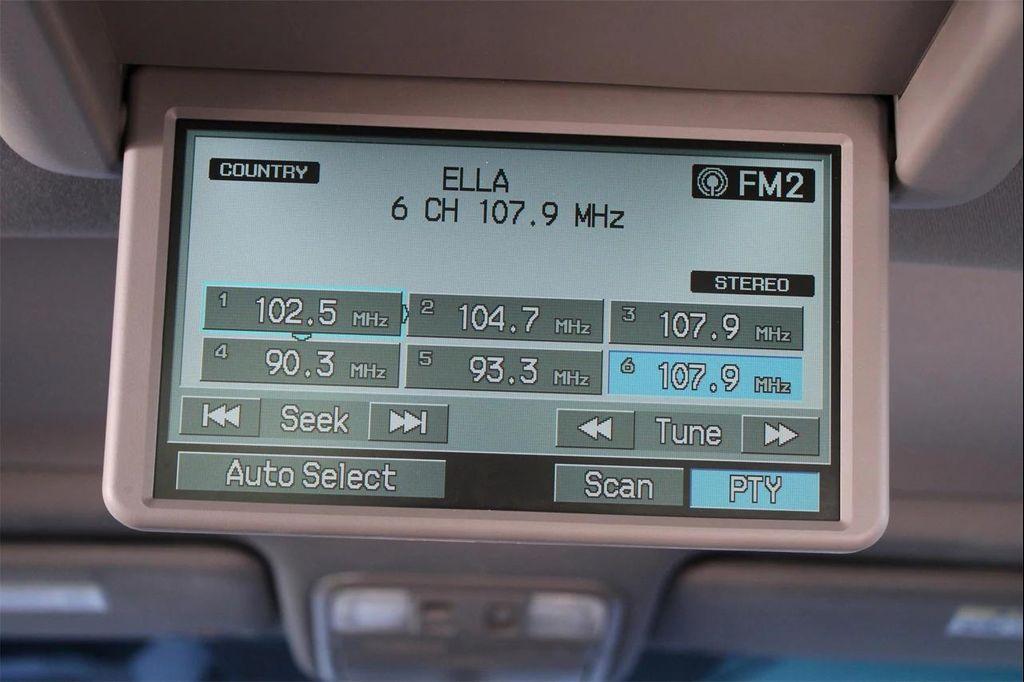 COUNTRY
ELLA
FM2
6 CH 107.9 MHz
STEREO
1 102.5 MHz
2 104.7 MHz
3 107.9 MHz
4 90.3 MHz
5 93.3 MHz
6 107.9 MHz
Seek
Tune
Auto Select
Scan
PTY